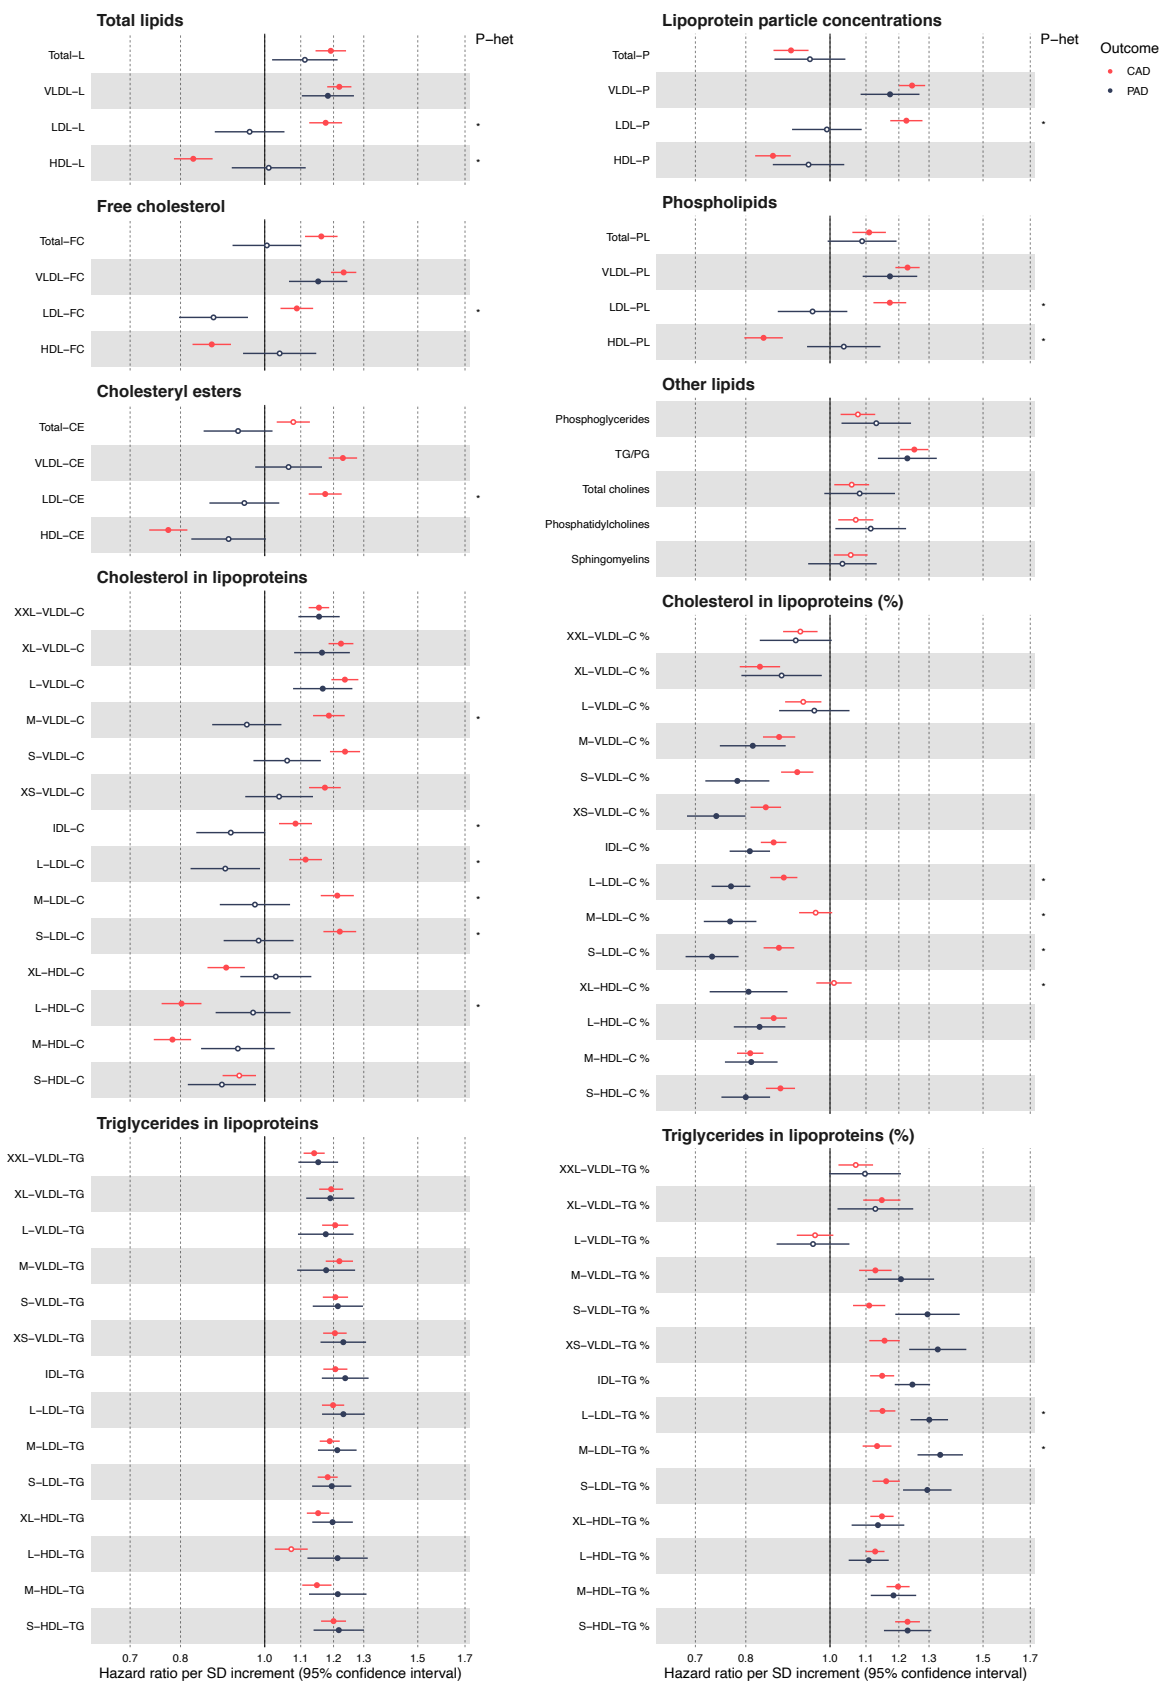 Total lipids
P−het
Total−L
VLDL−L
LDL−L
*
HDL−L
*
Free cholesterol
Total−FC
VLDL−FC
LDL−FC
*
HDL−FC
Cholesteryl esters
Total−CE
VLDL−CE
LDL−CE
*
HDL−CE
Cholesterol in lipoproteins
XXL−VLDL−C
XL−VLDL−C
L−VLDL−C
M−VLDL−C
*
S−VLDL−C
XS−VLDL−C
IDL−C
*
L−LDL−C
*
M−LDL−C
*
S−LDL−C
*
XL−HDL−C
L−HDL−C
*
M−HDL−C
S−HDL−C
Triglycerides in lipoproteins
XXL−VLDL−TG
XL−VLDL−TG
L−VLDL−TG
M−VLDL−TG
S−VLDL−TG
XS−VLDL−TG
IDL−TG
L−LDL−TG
M−LDL−TG
S−LDL−TG
XL−HDL−TG
L−HDL−TG
M−HDL−TG
S−HDL−TG
0.7 0.8 1.0 1.1 1.2 1.3 1.5 1.7
Hazard ratio per SD increment (95% confidence interval)
Lipoprotein particle concentrations
P−het
Total−P
VLDL−P
LDL−P
*
HDL−P
Phospholipids
Total−PL
VLDL−PL
LDL−PL
*
HDL−PL
*
Other lipids
Phosphoglycerides
TG/PG
Total cholines
Phosphatidylcholines
Sphingomyelins
Cholesterol in lipoproteins (%)
XXL−VLDL−C %
XL−VLDL−C %
L−VLDL−C %
M−VLDL−C %
S−VLDL−C %
XS−VLDL−C %
IDL−C %
L−LDL−C %
*
M−LDL−C %
*
S−LDL−C %
*
XL−HDL−C %
*
L−HDL−C %
M−HDL−C %
S−HDL−C %
Triglycerides in lipoproteins (%)
XXL−VLDL−TG %
XL−VLDL−TG %
L−VLDL−TG %
M−VLDL−TG %
S−VLDL−TG %
XS−VLDL−TG %
IDL−TG %
L−LDL−TG %
*
M−LDL−TG %
*
S−LDL−TG %
XL−HDL−TG %
L−HDL−TG %
M−HDL−TG %
S−HDL−TG %
0.7 0.8 1.0 1.1 1.2 1.3 1.5 1.7
Hazard ratio per SD increment (95% confidence interval)
Outcome
CAD
PAD